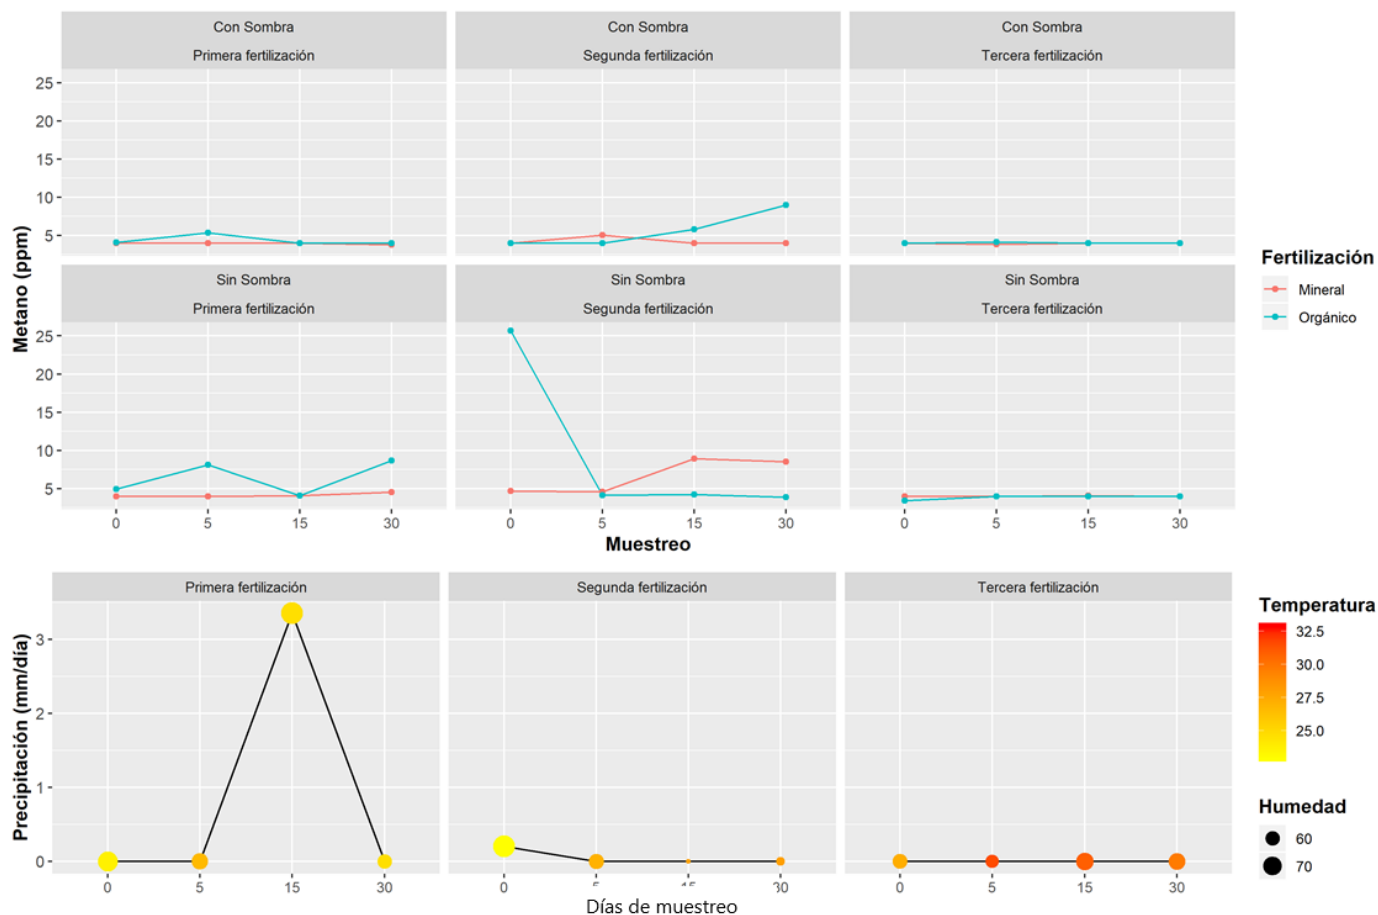 Con Sombra
Con Sombra
Con Sombra
Primera fertilización
Segunda fertilización
Tercera fertilización
25
20
15
10
5
Sin Sombra
Sin Sombra
Sin Sombra
Primera fertilización
Segunda fertilización
Tercera fertilización
25
20
15
10
5
0 5 15 30
0 5 15 30
0 5 15 30
Metano (ppm)
Muestreo
Fertilización
Mineral
Orgánico
Primera fertilización
Segunda fertilización
Tercera fertilización
3
2
1
0
0 5 15 30
0 30
0 5 15 30
Precipitación (mm/día)
Días de muestreo
Temperatura
32.5
30.0
27.5
25.0
Humedad
60
70